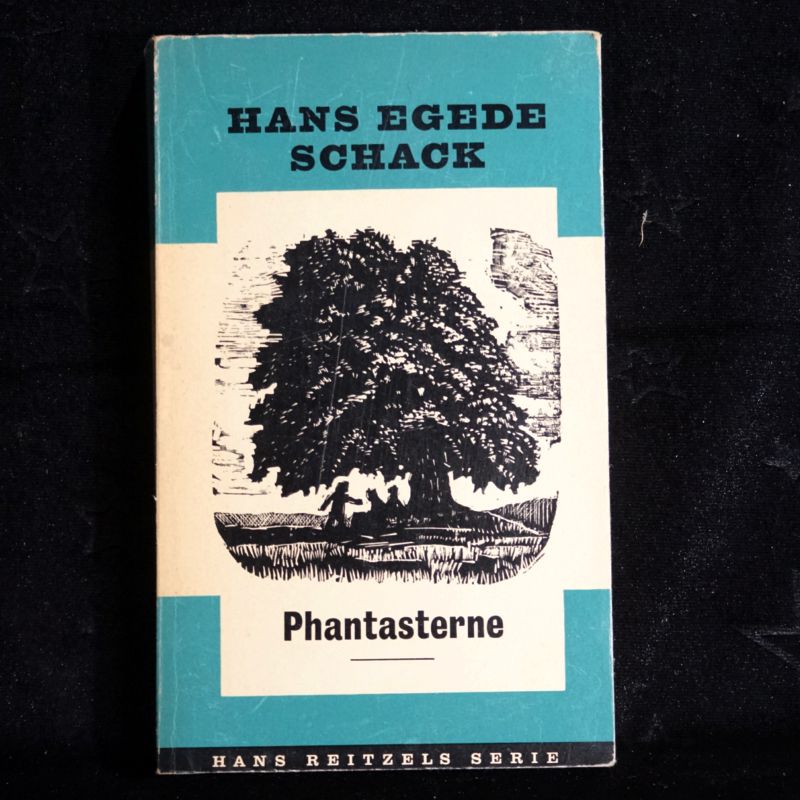 HANS EGEDE
SCHACK
Phantasterne
HANS REITZELS SERIE